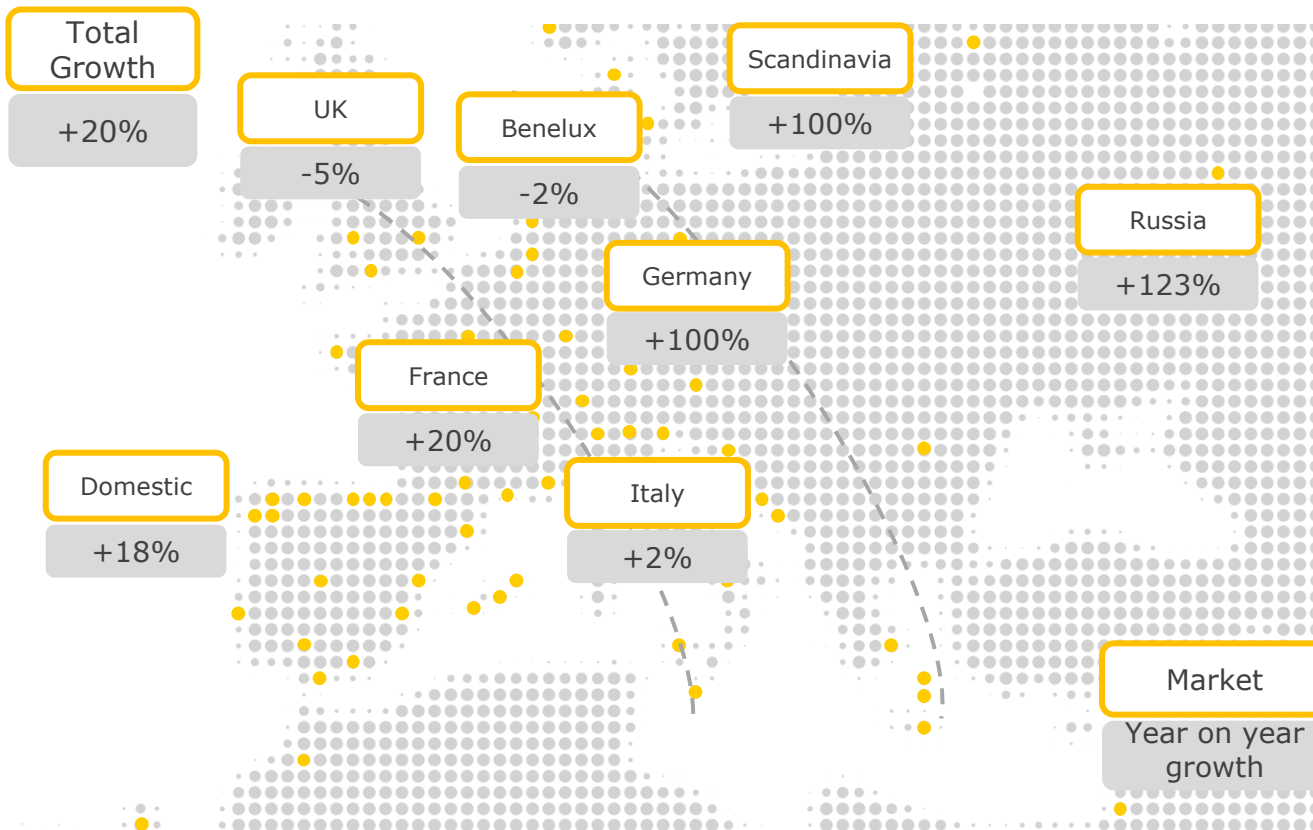 Total
Growth
+20%
UK
-5%
Benelux
-2%
Scandinavia
+100%
Russia
+123%
Germany
+100%
France
+20%
Domestic
+18%
Italy
+2%
Market
Year on year
growth